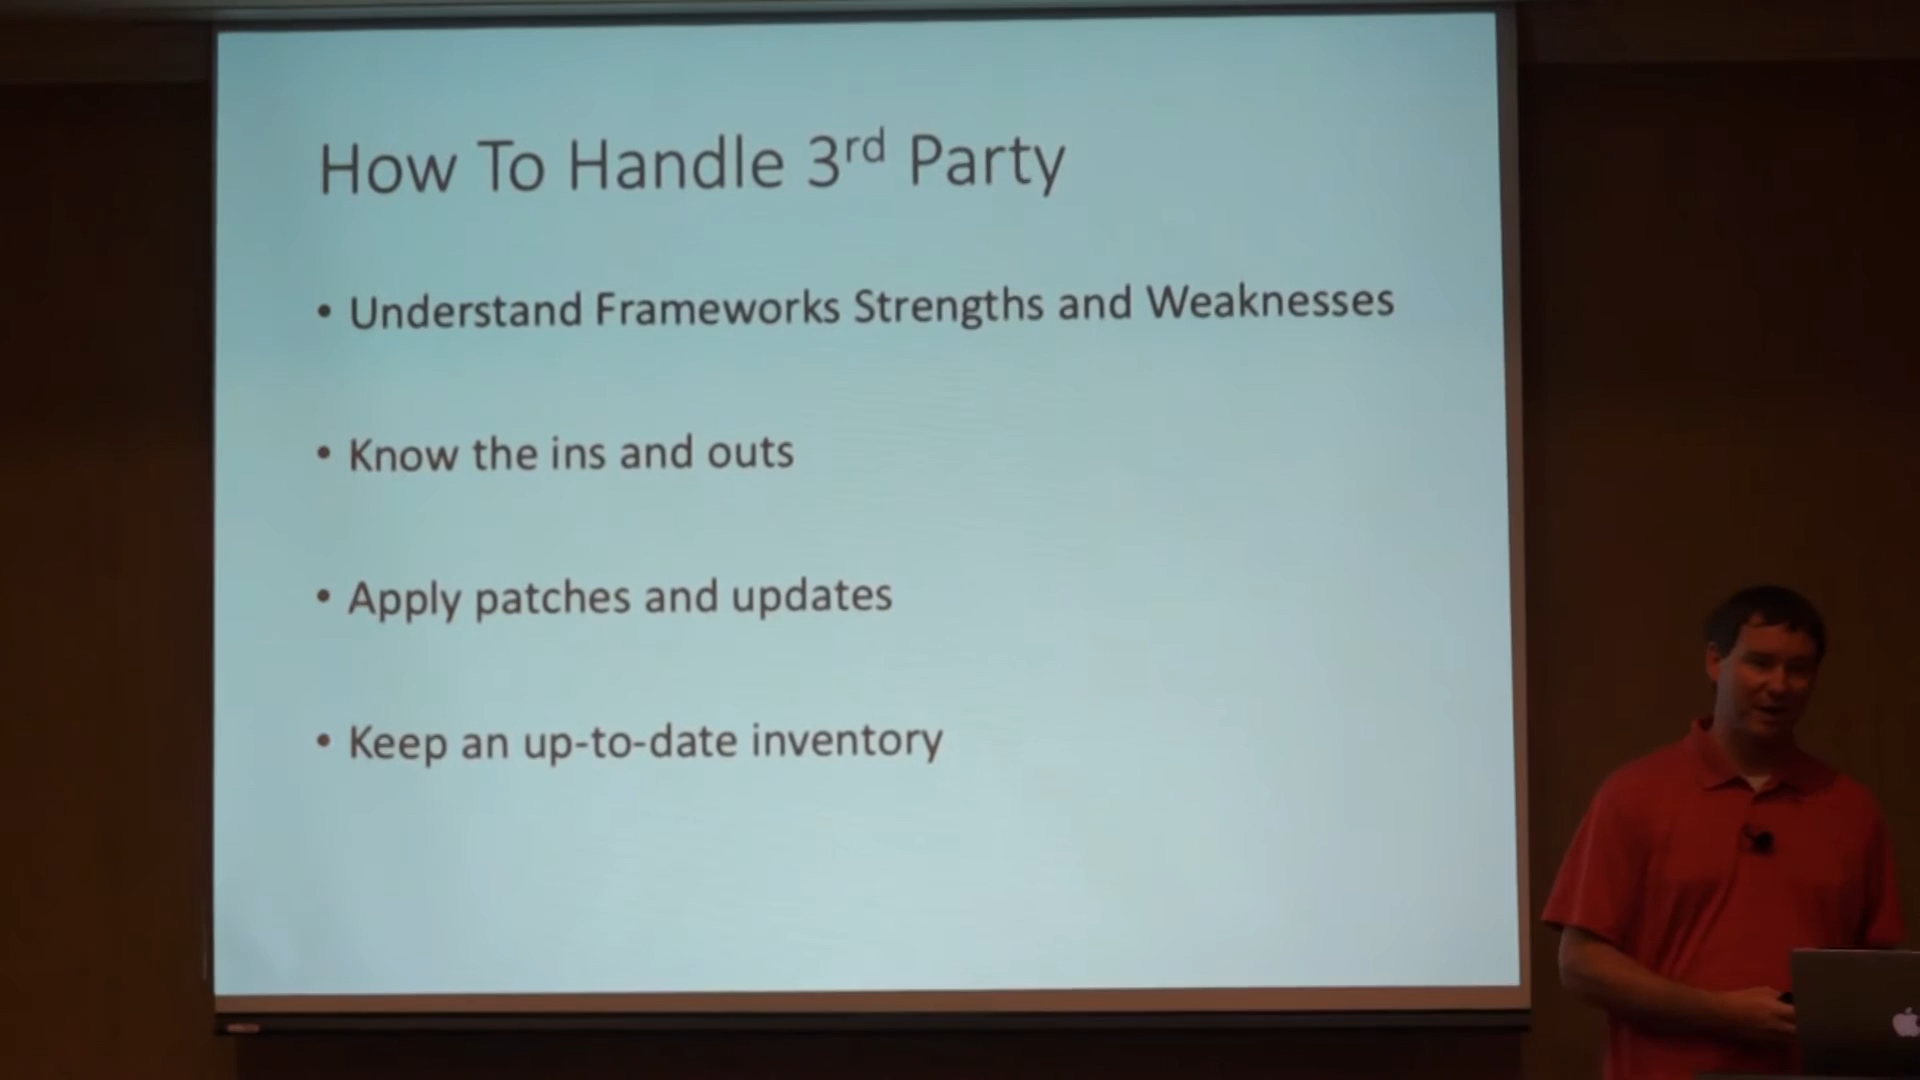 How To Handle 3rd Party
• Understand Frameworks Strengths and Weaknesses
• Know the ins and outs
• Apply patches and updates
• Keep an up-to-date inventory